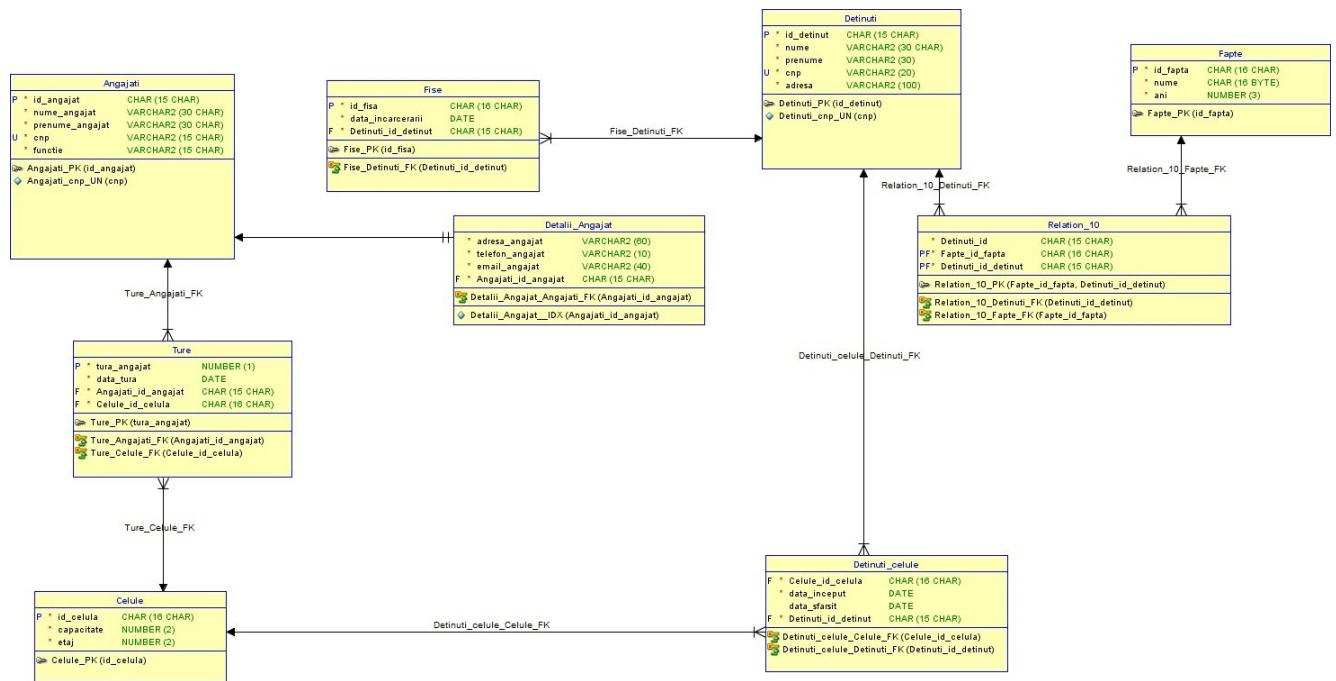 Angajati
P * id_angajat CHAR (15 CHAR)
* nume_angajat VARCHAR2 (30 CHAR)
* prenume_angajat VARCHAR2 (30 CHAR)
U * cnp VARCHAR2 (15 CHAR)
* functie VARCHAR2 (15 CHAR)
Angajati_PK (id_angajat)
Angajati_cnp_UN (cnp)
Fise
P * id_fisa CHAR (16 CHAR)
* data_incarcerarii DATE
F * Detinuti_id_detinut CHAR (15 CHAR)
Fise_PK (id_fisa)
Fise_Detinuti_FK (Detinuti_id_detinut)
Fise_Detinuti_FK
Detinuti
P * id_detinut CHAR (15 CHAR)
* nume VARCHAR2 (30 CHAR)
* prenume VARCHAR2 (30)
U * cnp VARCHAR2 (20)
* adresa VARCHAR2 (100)
Detinuti_PK (id_detinut)
Detinuti_cnp_UN (cnp)
Fapte
P * id_fapta CHAR (16 CHAR)
* nume CHAR (16 BYTE)
* ani NUMBER (3)
Fapte_PK (id_fapta)
Relation_10_Fapte_FK
Relation_10_Detinuti_FK
Detalii_Angajat
* adresa_angajat VARCHAR2 (60)
* telefon_angajat VARCHAR2 (10)
* email_angajat VARCHAR2 (40)
F * Angajati_id_angajat CHAR (15 CHAR)
Detalii_Angajat_Angajati_FK (Angajati_id_angajat)
Detalii_Angajat__IDX (Angajati_id_angajat)
Relation_10
* Detinuti_id CHAR (15 CHAR)
PF* Fapte_id_fapta CHAR (16 CHAR)
PF* Detinuti_id_detinut CHAR (15 CHAR)
Relation_10_PK (Fapte_id_fapta, Detinuti_id_detinut)
Relation_10_Detinuti_FK (Detinuti_id_detinut)
Relation_10_Fapte_FK (Fapte_id_fapta)
Ture_Angajati_FK
Ture
P * tura_angajat NUMBER (1)
* data_tura DATE
F * Angajati_id_angajat CHAR (15 CHAR)
F * Celule_id_celula CHAR (16 CHAR)
Ture_PK (tura_angajat)
Ture_Angajati_FK (Angajati_id_angajat)
Ture_Celule_FK (Celule_id_celula)
Detinuti_celule_Detinuti_FK
Ture_Celule_FK
Celule
P * id_celula CHAR (16 CHAR)
* capacitate NUMBER (2)
* etaj NUMBER (2)
Celule_PK (id_celula)
Detinuti_celule_Celule_FK
Detinuti_celule
F * Celule_id_celula CHAR (16 CHAR)
* data_inceput DATE
data_sfarsit DATE
F * Detinuti_id_detinut CHAR (15 CHAR)
Detinuti_celule_Celule_FK (Celule_id_celula)
Detinuti_celule_Detinuti_FK (Detinuti_id_detinut)